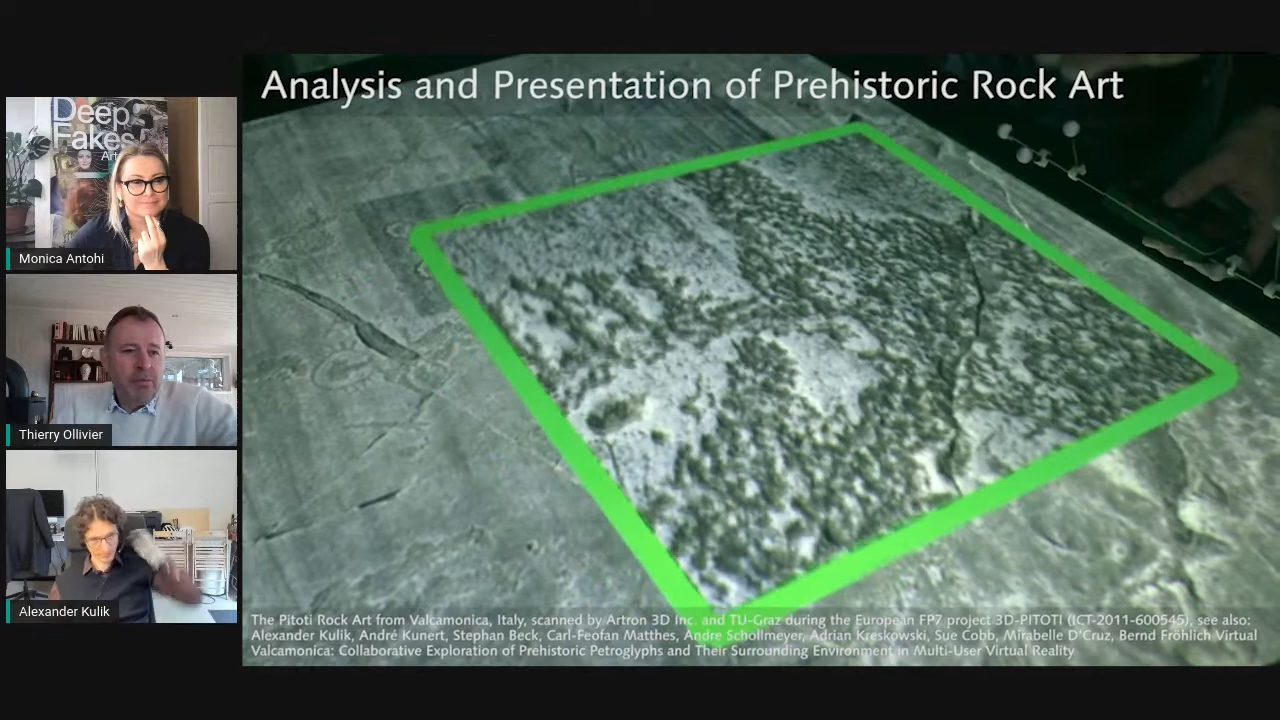 Analysis and Presentation of Prehistoric Rock Art
Deep
Fakes
Art
Monica Antohi
Thierry Ollivier
Alexander Kulik
The Pitoti Rock Art from Valcamonica, Italy, scanned by Artron 3D Inc. and TU-Graz during the European FP7 project 3D-PITOTI (ICT-2011-600545), see also:
Alexander Kulik, André Kunert, Stephan Beck, Carl-Feofan Matthes, Andre Schollmeyer, Adrian Kreskowski, Sue Cobb, Mirabelle D'Cruz, Bernd Fröhlich Virtual
Valcamonica: Collaborative Exploration of Prehistoric Petroglyphs and Their Surrounding Environment in Multi-User Virtual Reality